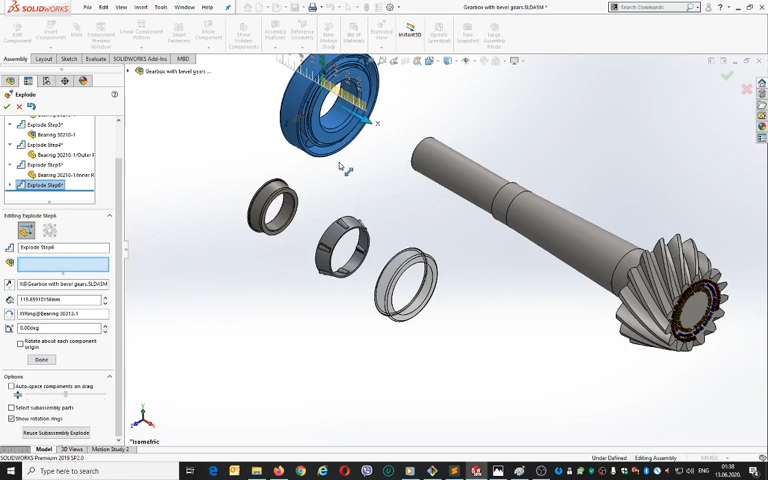 SOLIDWORKS
File Edit View Insert Tools Window Help
Gearbox with bevel gears.SLDASM *
Search Commands
Edit Component
Insert Components
Mate
Component Preview Window
Linear Component Pattern
Smart Fasteners
Move Component
Show Hidden Components
Assembly Features
Reference Geometry
New Motion Study
Bill of Materials
Exploded View
Instant3D
Update Speedpak
Take Snapshot
Large Assembly Mode
Assembly Layout Sketch Evaluate SOLIDWORKS Add-Ins MBD
Gearbox with bevel gears ...
Explode
Explode Step3*
Bearing 30210-1
Explode Step4*
Bearing 30210-1/Outer R
Explode Step5*
Bearing 30210-1/Inner R
Explode Step6*
Editing Explode Step6
Explode Step6
X@Gearbox with bevel gears.SLDASM
XYRing@Bearing 30313-1
0.00deg
Rotate about each component origin
Done
Options
Auto-space components on drag
Select subassembly parts
Show rotation rings
Reuse Subassembly Explode
X
*Isometric
Model 3D Views Motion Study 2
SOLIDWORKS Premium 2019 SP2.0
Under Defined Editing Assembly MMGS
Type here to search
ENG
01:38
13.06.2020.